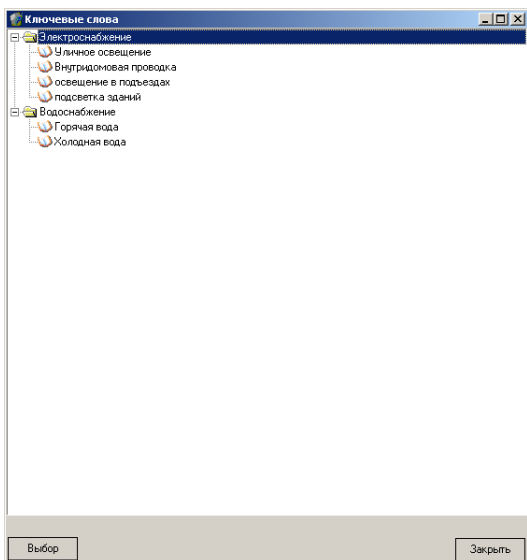 Ключевые слова
Электроснабжение
Уличное освещение
Внутридомовая проводка
освещение в подъездах
подсветка зданий
Водоснабжение
Горячая вода
Холодная вода
Выбор
Закрыть